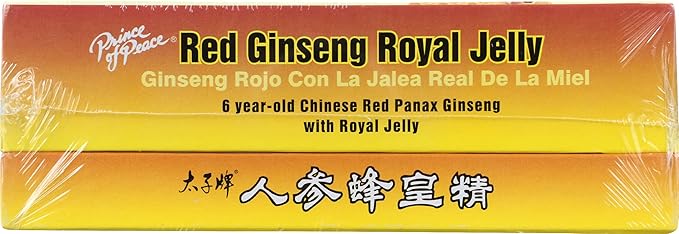 Prince of Peace®
Red Ginseng Royal Jelly
Ginseng Rojo Con La Jalea Real De La Miel
6 year-old Chinese Red Panax Ginseng
with Royal Jelly
太子牌 人参蜂皇精